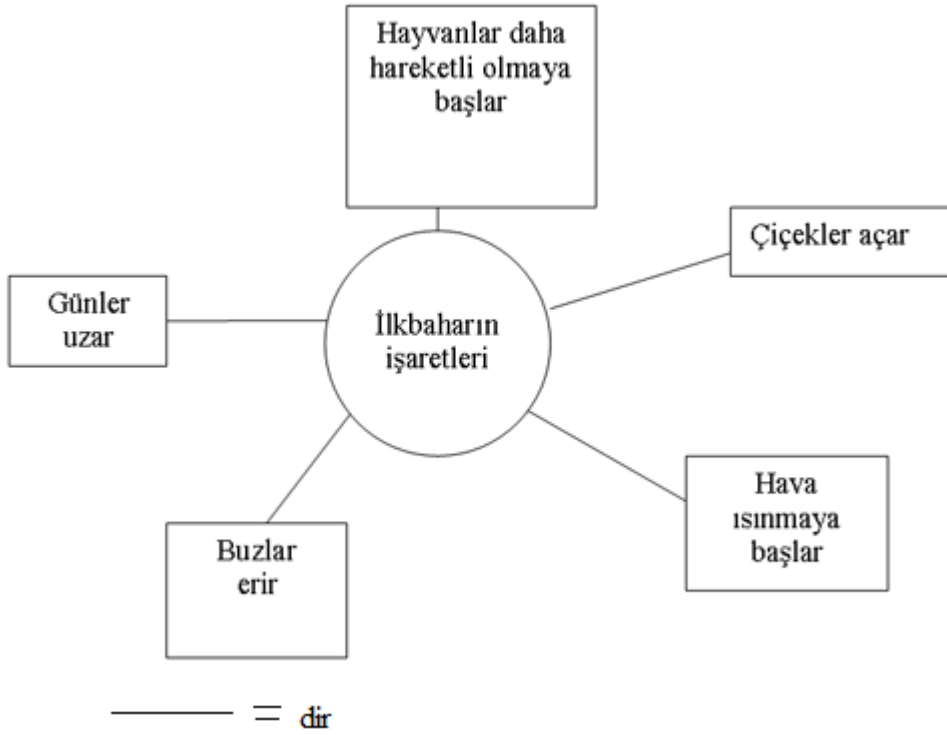 Hayvanlar daha
hareketli olmaya
başlar
Çiçekler açar
Günler
uzar
İlkbaharın
işaretleri
Hava
ısınmaya
başlar
Buzlar
erir
= dir